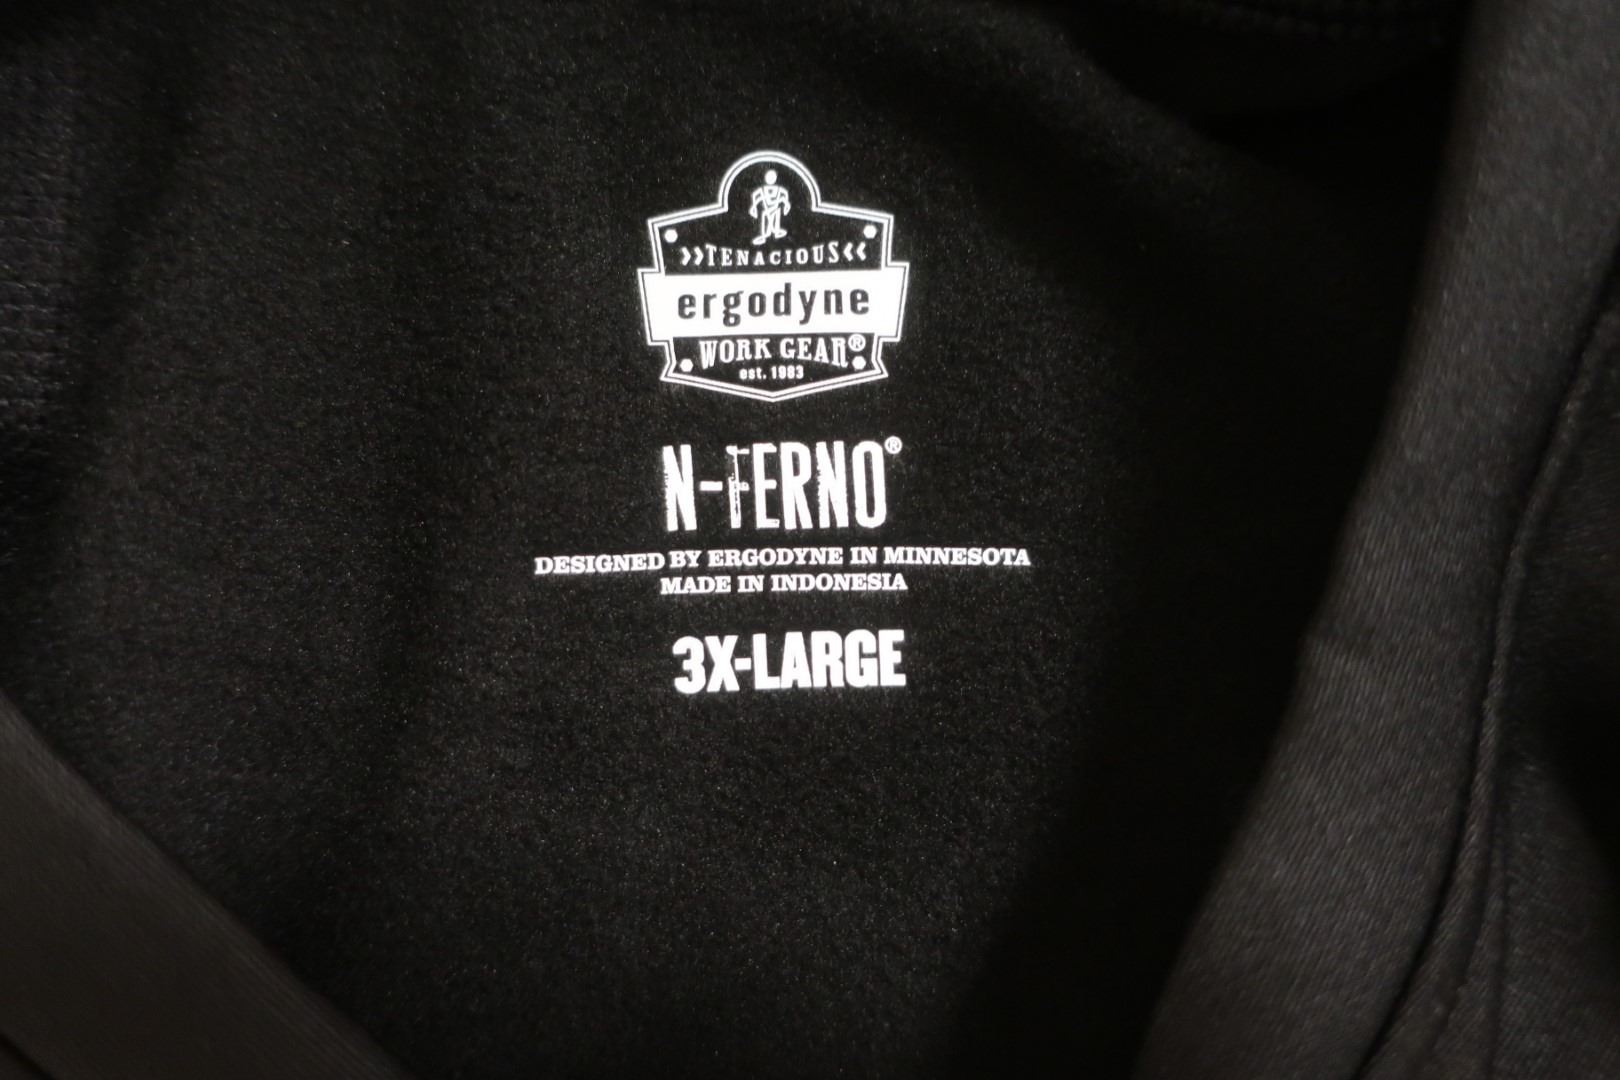 »TENACIOUS«
ergodyne
WORK GEAR®
est. 1983
N-FERNO®
DESIGNED BY ERGODYNE IN MINNESOTA
MADE IN INDONESIA
3X-LARGE